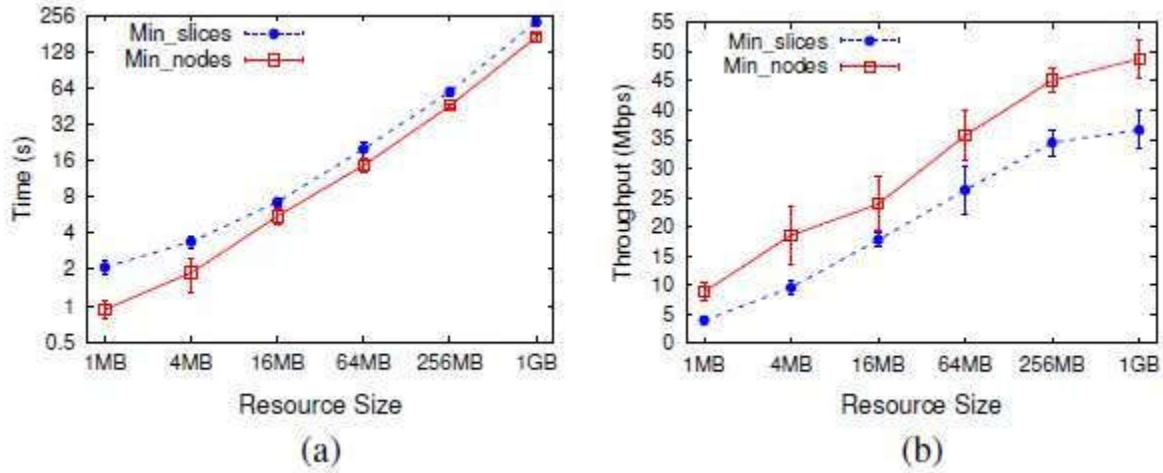 256
128
64
32
16
8
4
2
1
0.5
Time (s)
Min_slices
Min_nodes
1MB 4MB 16MB 64MB 256MB 1GB
Resource Size
(a)
55
50
45
40
35
30
25
20
15
10
5
0
Throughput (Mbps)
Min_slices
Min_nodes
1MB 4MB 16MB 64MB 256MB 1GB
Resource Size
(b)